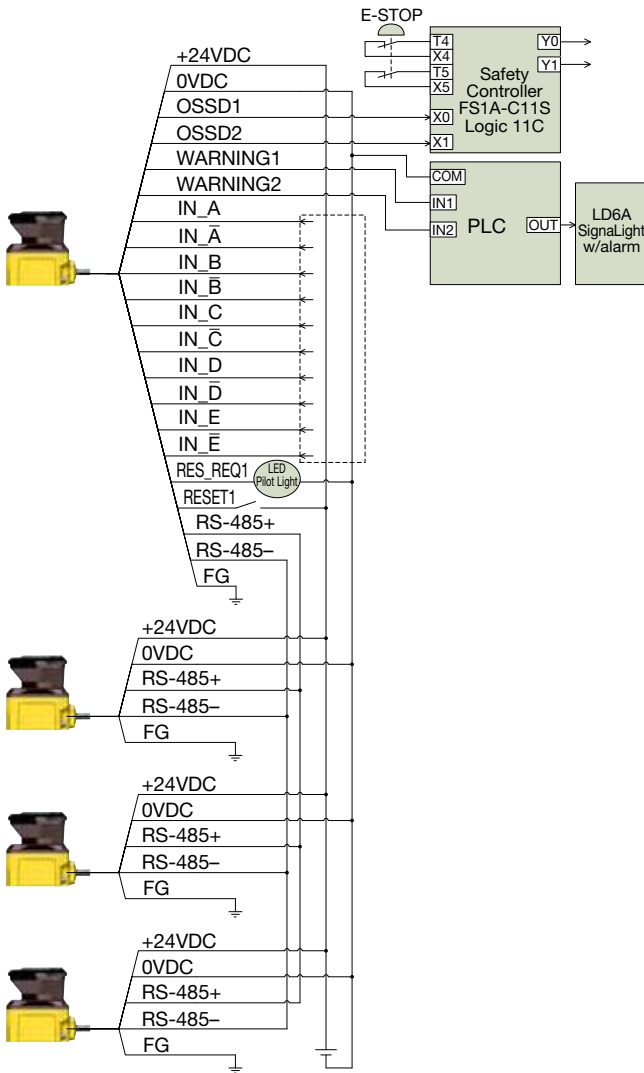 E-STOP
+24VDC
0VDC
OSSD1
OSSD2
WARNING1
WARNING2
IN_A
IN_A̅
IN_B
IN_B̅
IN_C
IN_C̅
IN_D
IN_D̅
IN_E
IN_E̅
RES_REQ1
LED
Pilot Light
RESET1
RS-485+
RS-485–
FG
T4
X4
T5
X5
X0
X1
Safety
Controller
FS1A-C11S
Logic 11C
Y0
Y1
COM
IN1
IN2
PLC
OUT
LD6A
SignaLight
w/alarm
+24VDC
0VDC
RS-485+
RS-485–
FG
+24VDC
0VDC
RS-485+
RS-485–
FG
+24VDC
0VDC
RS-485+
RS-485–
FG